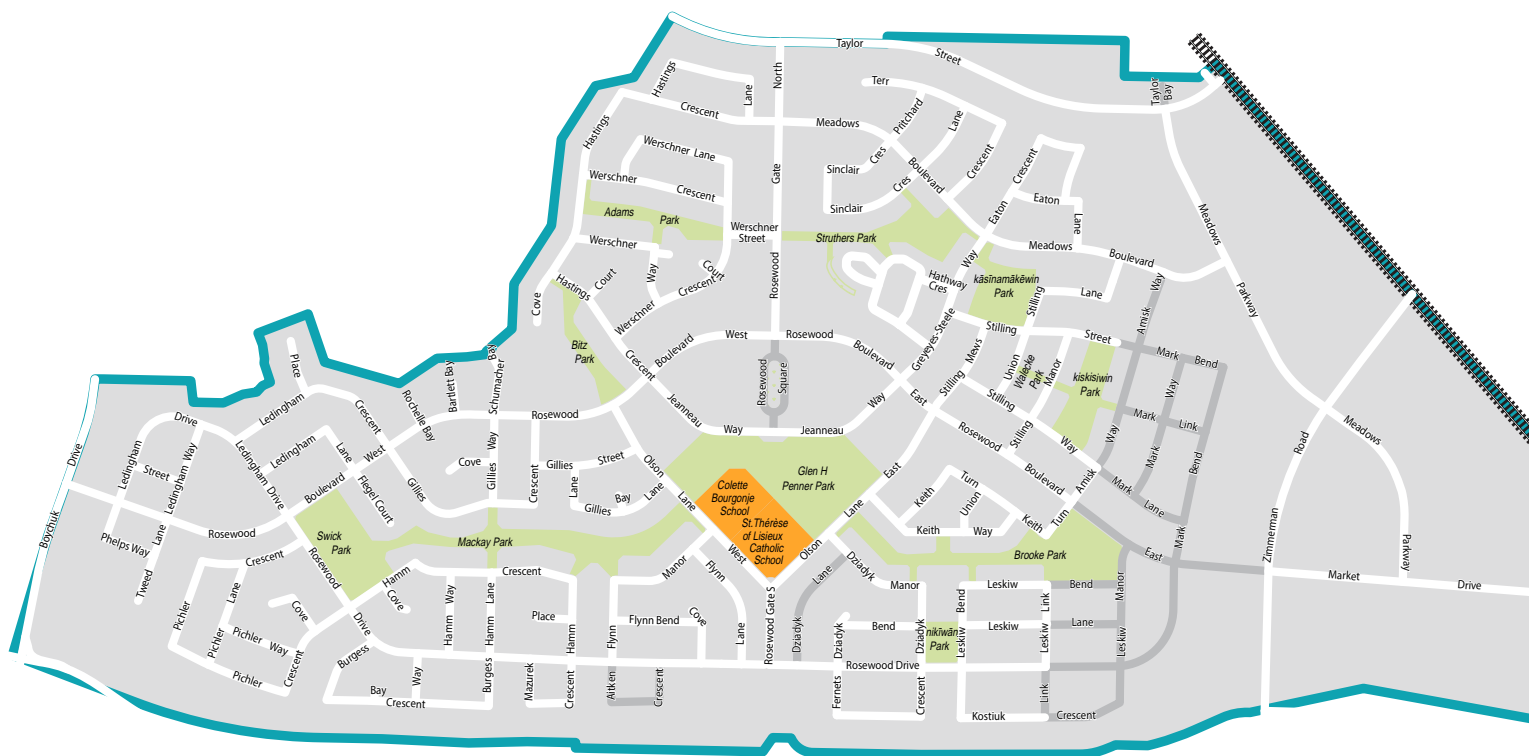 Taylor
Street
Taylor
Bay
Hastings
Lane
North
Terr
Crescent
Meadows
Pritchard
Lane
Hastings
Werschner Lane
Sinclair
Cres
Boulevard
Crescent
Crescent
Gate
Werschner
Crescent
Sinclair
Cres
Eaton
Eaton
Lane
Meadows
Adams
Park
Werschner
Street
Struthers Park
Werschner
Way
Meadows
Boulevard
Way
Hastings
Court
Way
Court
Crescent
Rosewood
Hathway
Cres
kāsīnamākēwin
Park
Lane
Stilling
Amisk
Way
Parkway
Cove
Werschner
Greyeyes-Steele
Stilling
Street
Mark
Bend
Bitz
Park
Crescent
Boulevard
West
Rosewood
Boulevard
Mews
Stilling
Union
Walecke
Park
Manor
kiskisiwin
Park
Way
Place
Bartlett Bay
Schumacher
Bay
Rosewood
Square
Way
East
Stilling
Mark
Link
Meadows
Drive
Ledingham
Crescent
Rochelle Bay
Rosewood
Jeanneau
Way
Jeanneau
Rosewood
Stilling
Way
Way
Mark
Bend
Road
Ledingham
Street
Ledingham Way
Ledingham
Lane
West
Gillies
Way
Cove
Gillies
Street
Olson
Glen H
Penner Park
East
Boulevard
Amisk
Mark
Lane
Drive
Ledingham Drive
Boulevard
Flegel Court
Gillies
Crescent
Lane
Gillies
Bay
Lane
Lane
Colette
Bourgonje
School
St.Thérèse
of Lisieux
Catholic
School
Lane
Keith
Turn
Union
Keith
Way
Keith
Turn
Mark
Boychuk
Rosewood
Phelps Way
Lane
Tweed
Crescent
Swick
Park
Mackay Park
West
Olson
Brooke Park
East
Zimmerman
Parkway
Market
Drive
Rosewood
Hamm
Crescent
Manor
Flynn
Lane
Dziadyk
Manor
Leskiw
Bend
Manor
Pichler
Lane
Cove
Cove
Hamm Way
Hamm Lane
Place
Hamm
Flynn
Flynn Bend
Cove
Lane
Rosewood Gate S
Dziadyk
Dziadyk
Bend
Dziadyk
nikīwān
Park
Bend
Leskiw
Leskiw
Link
Leskiw
Lane
Leskiw
Pichler
Pichler
Way
Drive
Burgess
Pichler
Crescent
Bay
Crescent
Way
Burgess
Mazurek
Crescent
Aitken
Crescent
Rosewood Drive
Fernets
Crescent
Kostiuk
Link
Crescent